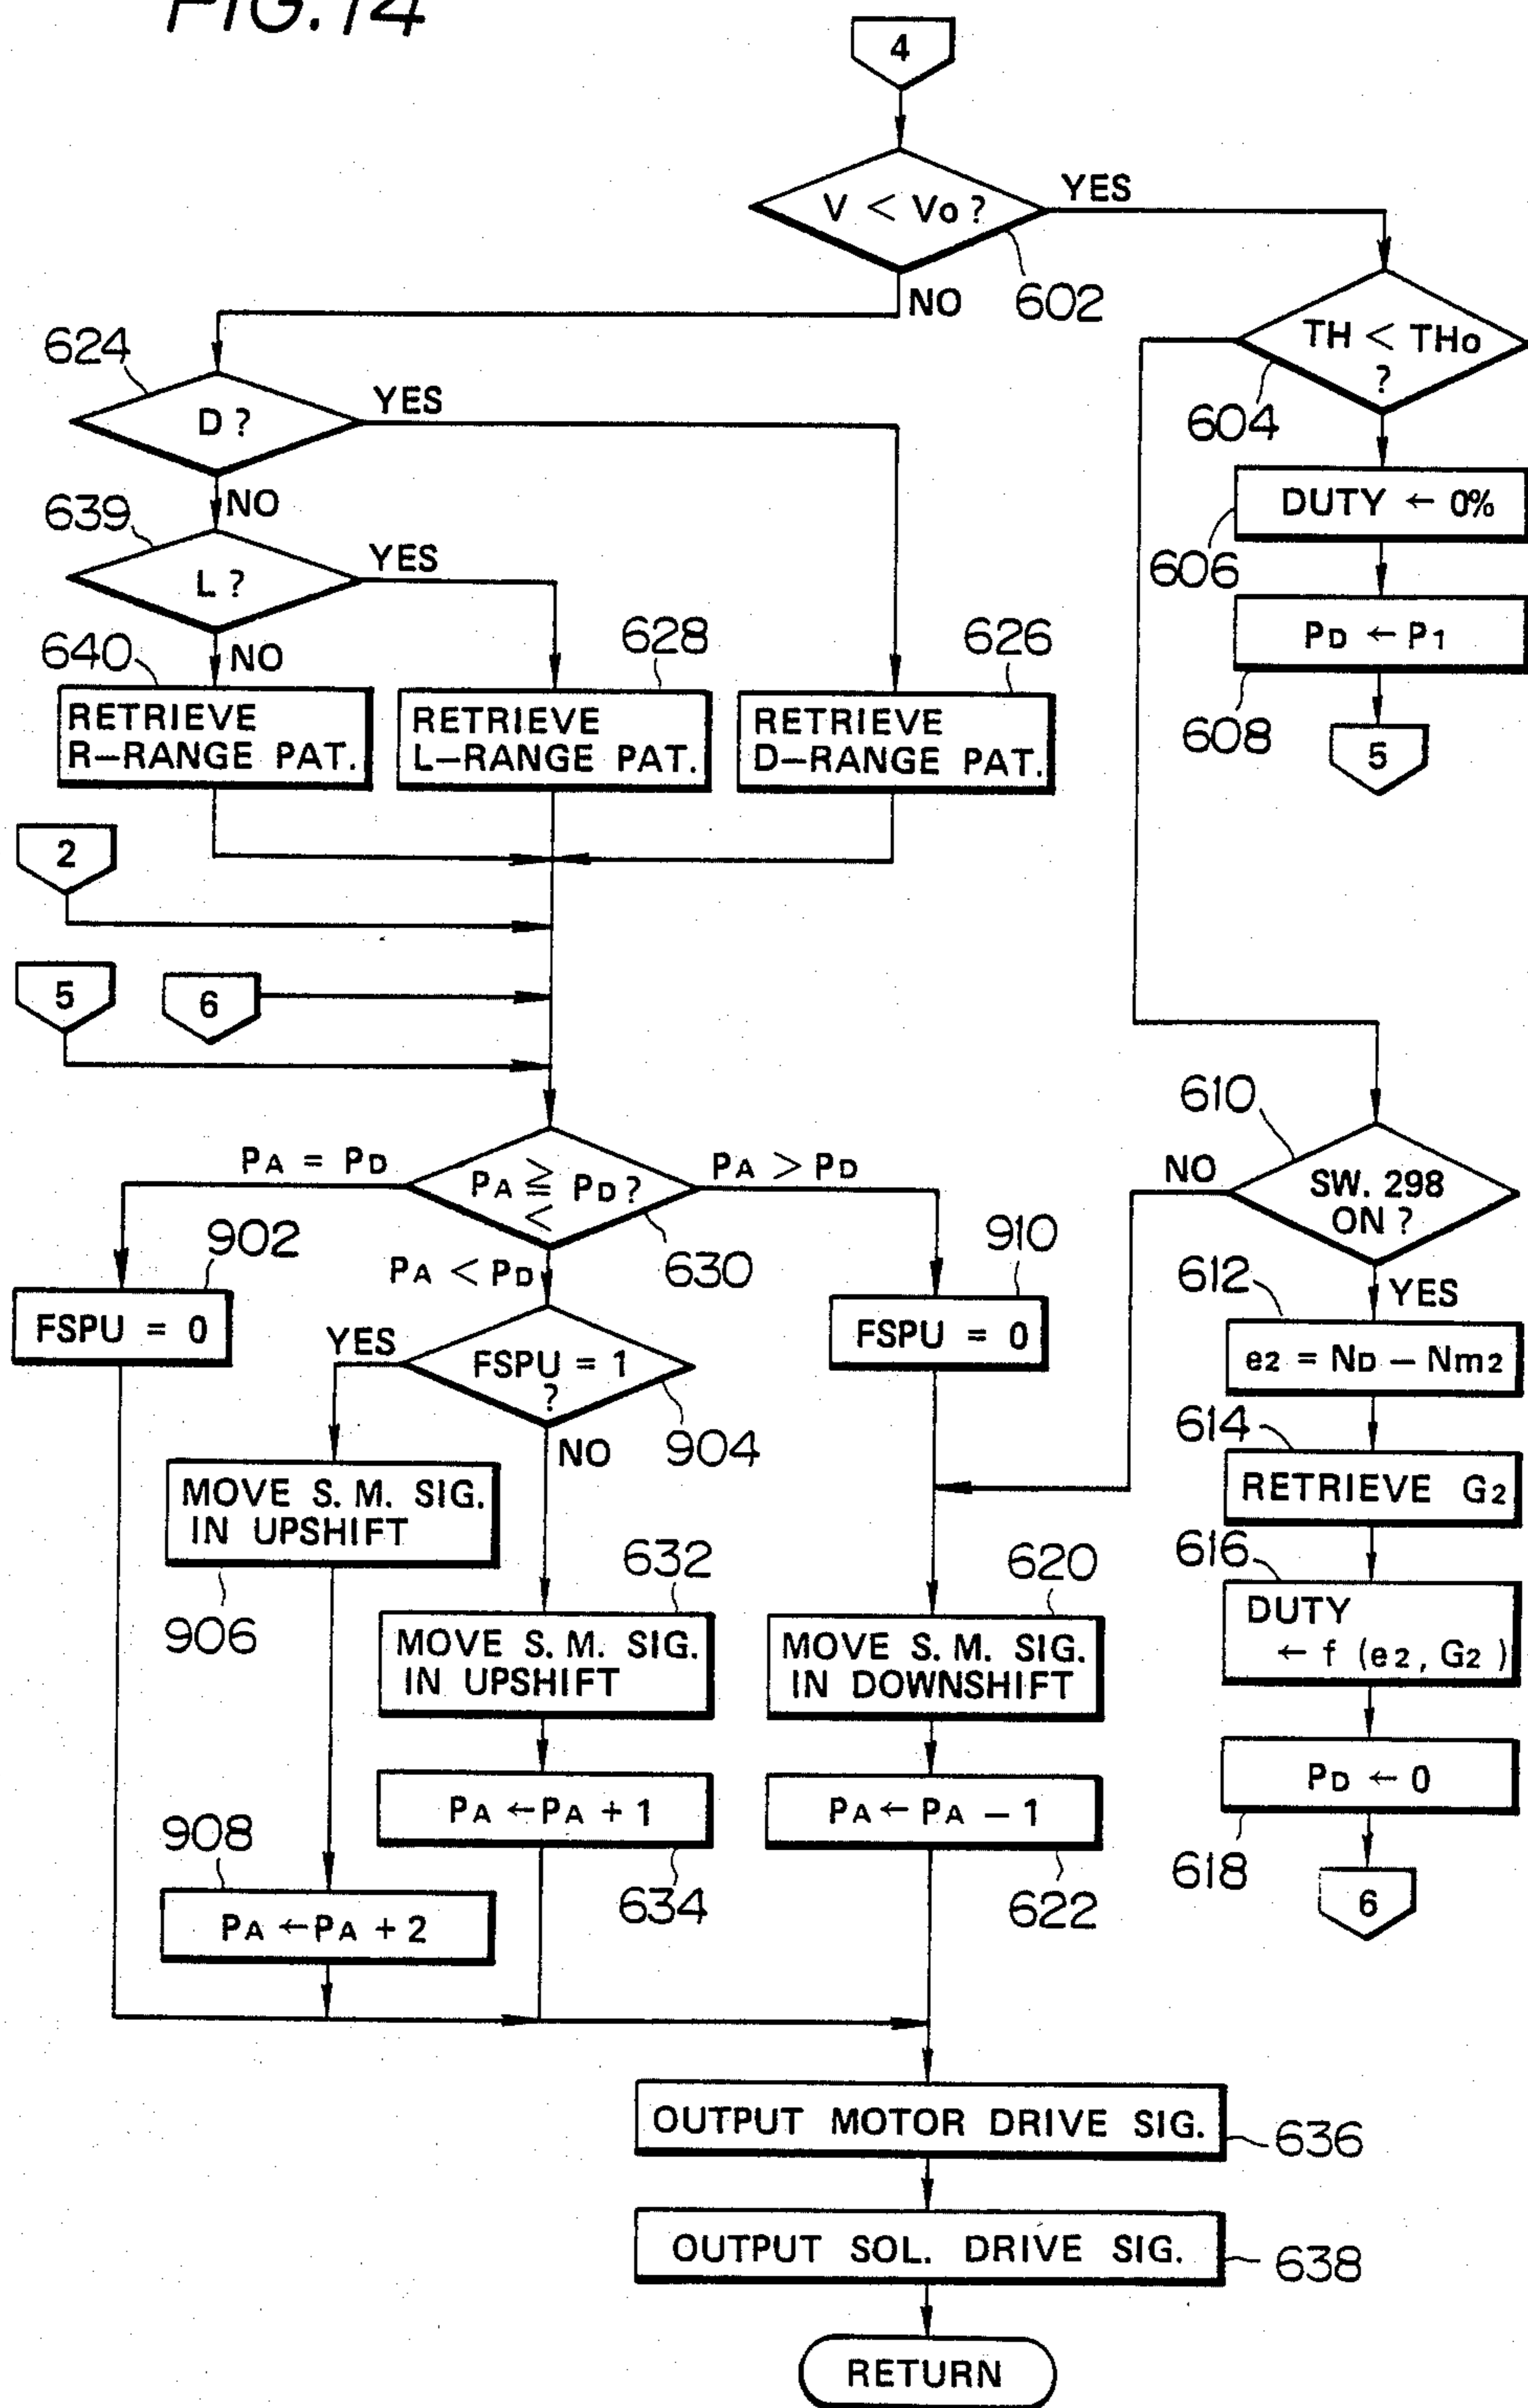 FIG. 14
4
V < Vo ?
YES
NO
602
TH < THo
?
604
DUTY ← 0%
606
PD ← P1
608
5
624
D ?
YES
NO
639
L ?
YES
NO
640
RETRIEVE
R-RANGE PAT.
628
RETRIEVE
L-RANGE PAT.
626
RETRIEVE
D-RANGE PAT.
2
5
6
PA = PD
>
PA = PD ?
<
PA > PD
PA < PD
630
902
FSPU = 0
910
FSPU = 0
YES
FSPU = 1
?
904
NO
MOVE S. M. SIG.
IN UPSHIFT
906
632
MOVE S. M. SIG.
IN UPSHIFT
620
MOVE S. M. SIG.
IN DOWNSHIFT
908
PA ← PA + 2
PA ← PA + 1
634
PA ← PA − 1
622
610
NO
SW. 298
ON ?
YES
612
e2 = ND − Nm2
614
RETRIEVE G2
616
DUTY
← f (e2, G2)
PD ← 0
618
6
OUTPUT MOTOR DRIVE SIG.
636
OUTPUT SOL. DRIVE SIG.
638
RETURN